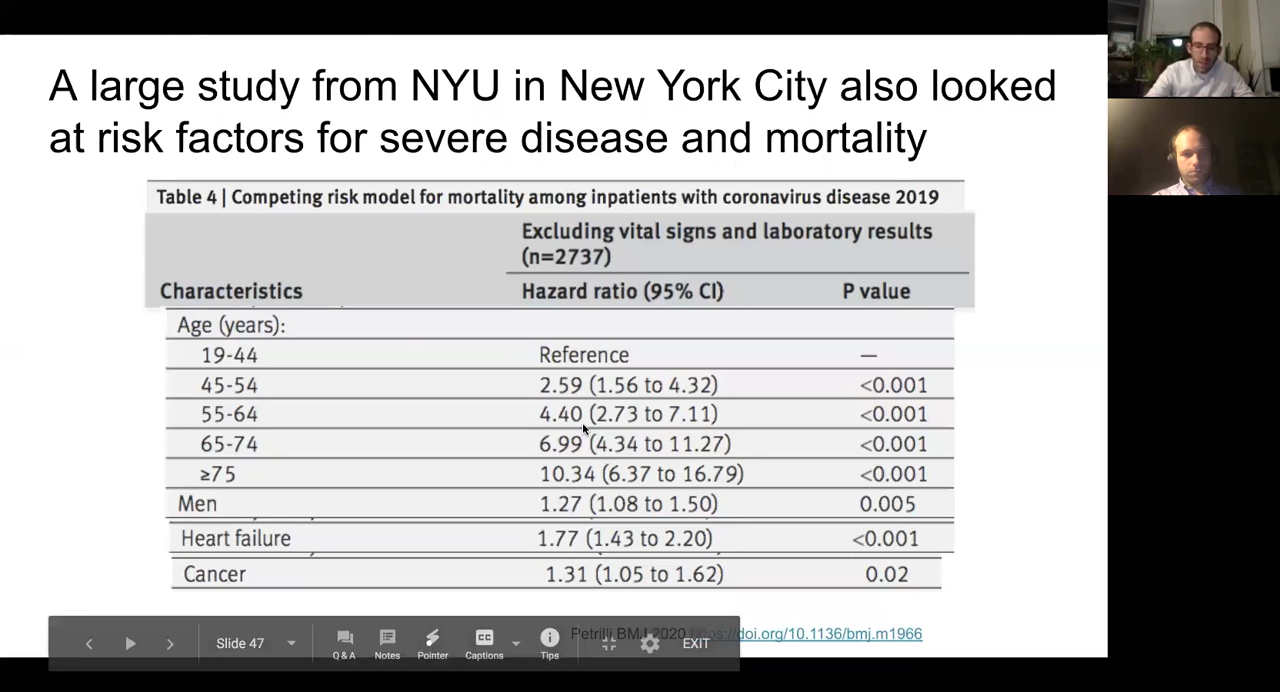 A large study from NYU in New York City also looked
at risk factors for severe disease and mortality
Table 4 | Competing risk model for mortality among inpatients with coronavirus disease 2019
Excluding vital signs and laboratory results
(n=2737)
Characteristics Hazard ratio (95% CI) P value
Age (years):
19-44 Reference —
45-54 2.59 (1.56 to 4.32) <0.001
55-64 4.40 (2.73 to 7.11) <0.001
65-74 6.99 (4.34 to 11.27) <0.001
≥75 10.34 (6.37 to 16.79) <0.001
Men 1.27 (1.08 to 1.50) 0.005
Heart failure 1.77 (1.43 to 2.20) <0.001
Cancer 1.31 (1.05 to 1.62) 0.02
Petrilli BMJ 2020 https://doi.org/10.1136/bmj.m1966
Slide 47 Q & A Notes Pointer CC Captions Tips EXIT